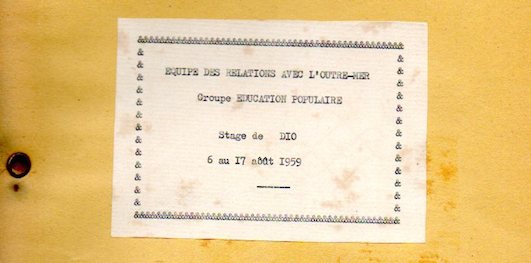 EQUIPE DES RELATIONS AVEC L'OUTRE-MER
Groupe EDUCATION POPULAIRE
Stage de DIO
6 au 17 août 1959